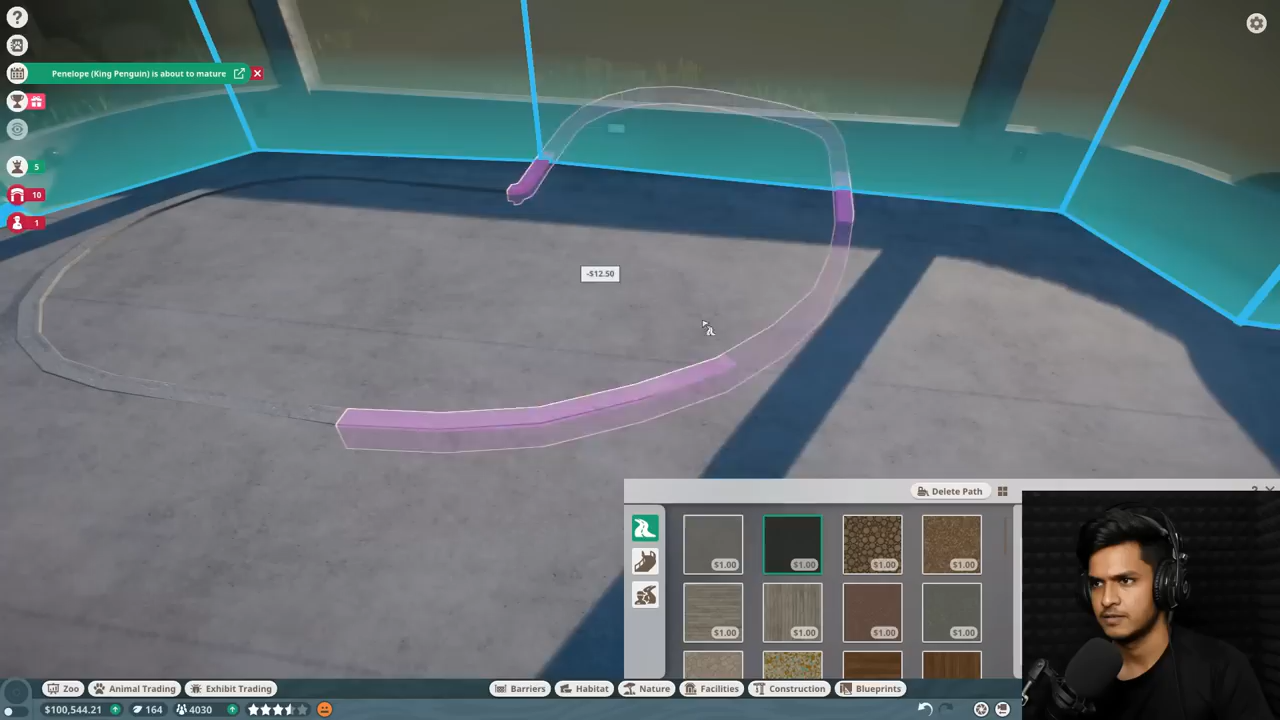 ?
Penelope (King Penguin) is about to mature
5
10
1
-$12.50
Delete Path
$1.00 $1.00 $1.00 $1.00
$1.00 $1.00 $1.00 $1.00
Zoo Animal Trading Exhibit Trading Barriers Habitat Nature Facilities Construction Blueprints
$100,544.21 164 4030